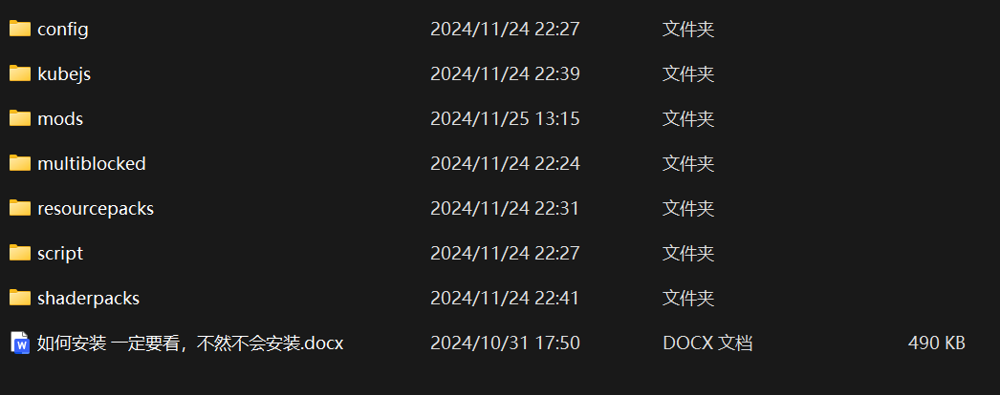 config 2024/11/24 22:27 文件夹
kubejs 2024/11/24 22:39 文件夹
mods 2024/11/25 13:15 文件夹
multiblocked 2024/11/24 22:24 文件夹
resourcepacks 2024/11/24 22:31 文件夹
script 2024/11/24 22:27 文件夹
shaderpacks 2024/11/24 22:41 文件夹
如何安装 一定要看，不然不会安装.docx 2024/10/31 17:50 DOCX 文档 490 KB